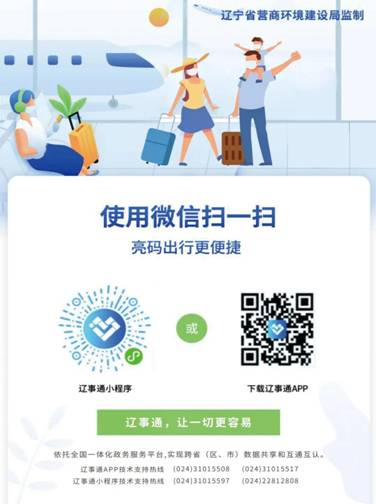 辽宁省营商环境建设局监制
使用微信扫一扫
亮码出行更便捷
或
辽事通小程序
下载辽事通APP
辽事通，让一切更容易
依托全国一体化政务服务平台,实现跨省（区、市）数据共享和互通互认。
辽事通APP技术支持热线 (024)31015508 (024)31015517
辽事通小程序技术支持热线 (024)31015597 (024)22812808